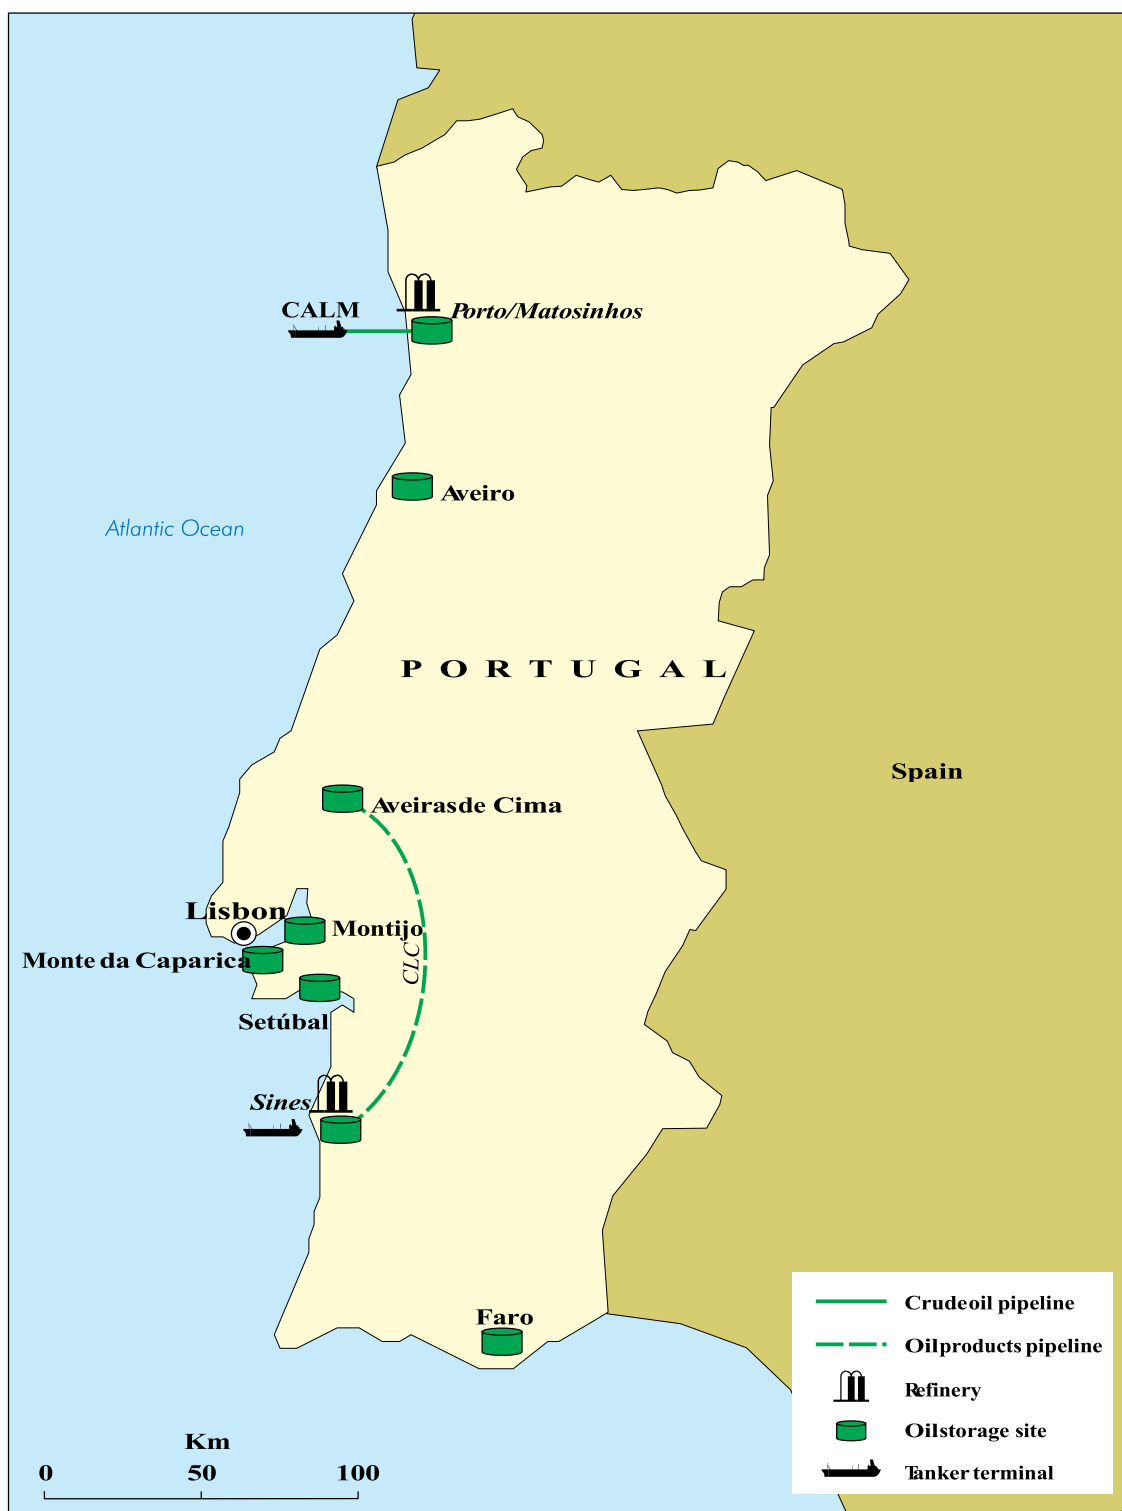 CALM
Porto/Matosinhos
Aveiro
Atlantic Ocean
PORTUGAL
Spain
Aveirasde Cima
Lisbon
Montijo
Monte da Caparica
CLC
Setúbal
Sines
Faro
Crudeoil pipeline
Oilproducts pipeline
Refinery
Oilstorage site
Tanker terminal
Km
0 50 100